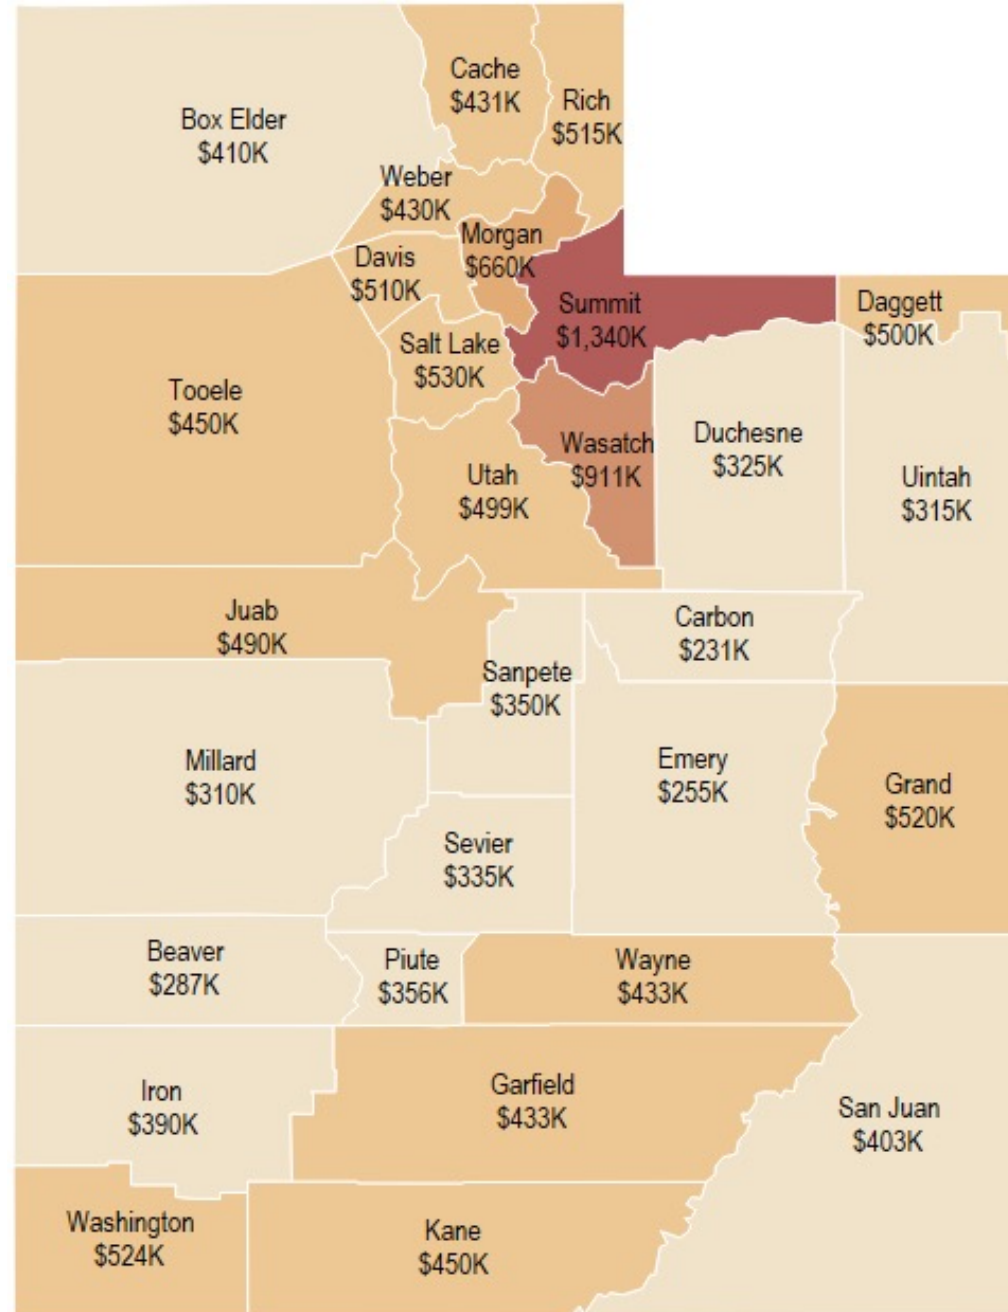 Cache
$431K
Rich
$515K
Box Elder
$410K
Weber
$430K
Morgan
$660K
Davis
$510K
Summit
$1,340K
Daggett
$500K
Salt Lake
$530K
Tooele
$450K
Wasatch
$911K
Duchesne
$325K
Utah
$499K
Uintah
$315K
Juab
$490K
Carbon
$231K
Sanpete
$350K
Millard
$310K
Emery
$255K
Grand
$520K
Sevier
$335K
Beaver
$287K
Piute
$356K
Wayne
$433K
Iron
$390K
Garfield
$433K
San Juan
$403K
Washington
$524K
Kane
$450K